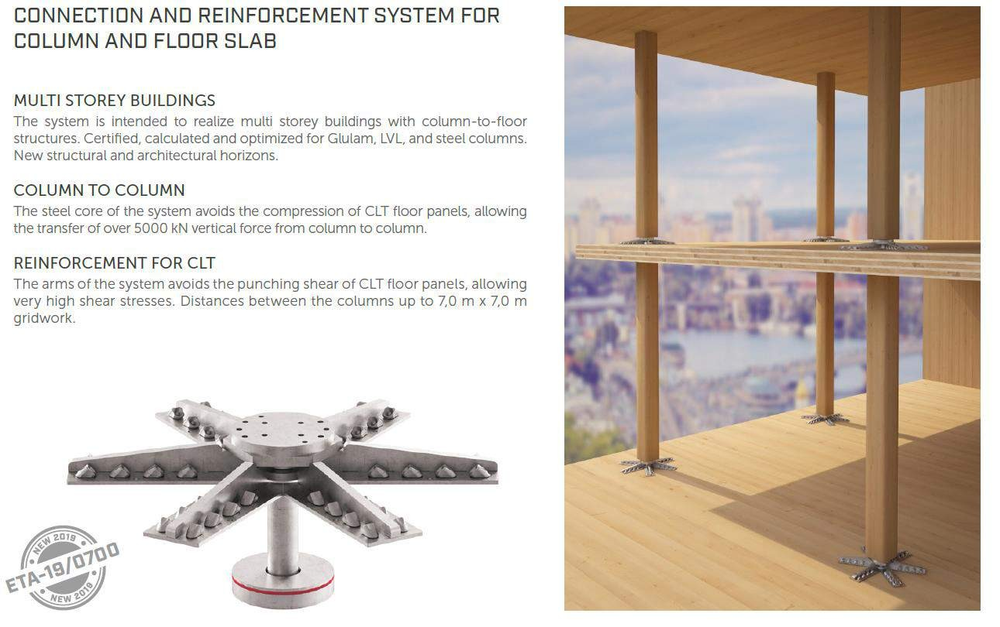 CONNECTION AND REINFORCEMENT SYSTEM FOR
COLUMN AND FLOOR SLAB
MULTI STOREY BUILDINGS
The system is intended to realize multi storey buildings with column-to-floor
structures. Certified, calculated and optimized for Glulam, LVL, and steel columns.
New structural and architectural horizons.
COLUMN TO COLUMN
The steel core of the system avoids the compression of CLT floor panels, allowing
the transfer of over 5000 kN vertical force from column to column.
REINFORCEMENT FOR CLT
The arms of the system avoids the punching shear of CLT floor panels, allowing
very high shear stresses. Distances between the columns up to 7,0 m x 7,0 m
gridwork.
NEW 2019
ETA-19/0700
NEW 2019